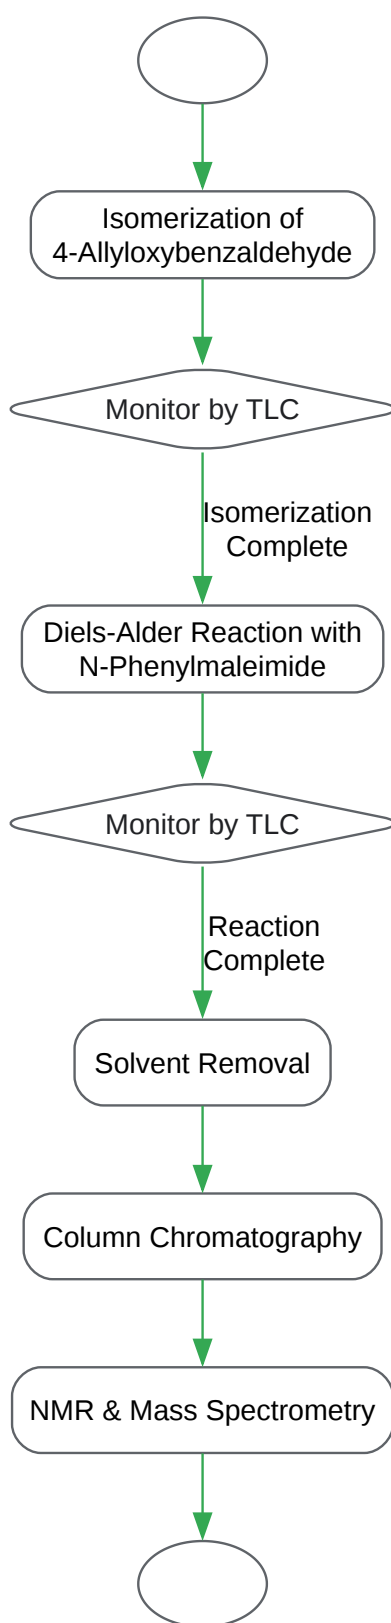 Isomerization of
4-Allyloxybenzaldehyde
Monitor by TLC
Isomerization
Complete
Diels-Alder Reaction with
N-Phenylmaleimide
Monitor by TLC
Reaction
Complete
Solvent Removal
Column Chromatography
NMR & Mass Spectrometry